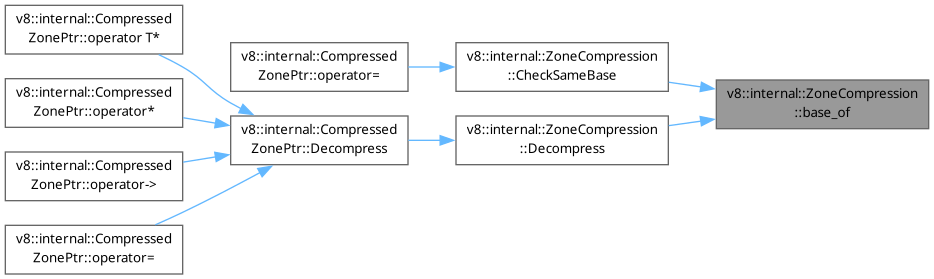 v8::internal::Compressed
ZonePtr::operator T*
v8::internal::Compressed
ZonePtr::operator*
v8::internal::Compressed
ZonePtr::operator->
v8::internal::Compressed
ZonePtr::operator=
v8::internal::Compressed
ZonePtr::operator=
v8::internal::Compressed
ZonePtr::Decompress
v8::internal::ZoneCompression
::CheckSameBase
v8::internal::ZoneCompression
::Decompress
v8::internal::ZoneCompression
::base_of